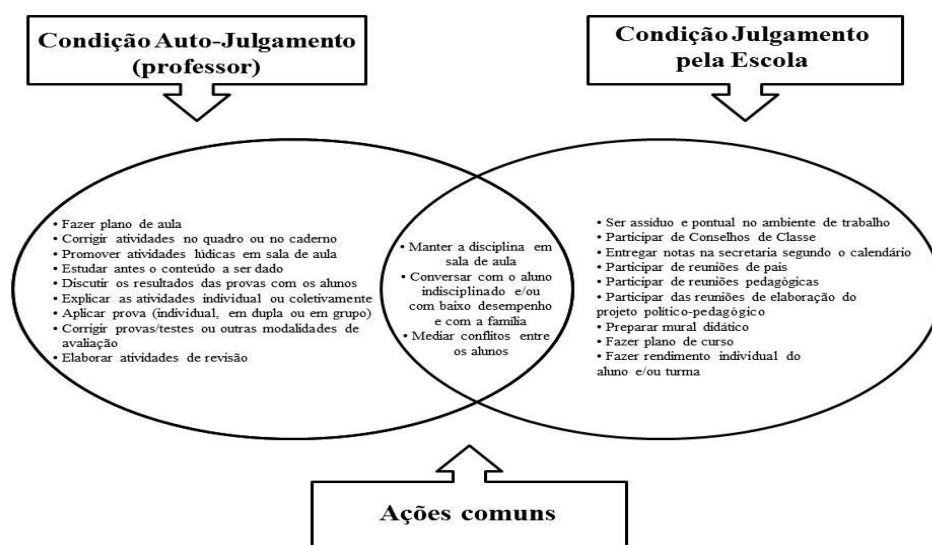 Condição Auto-Julgamento
(professor)
Condição Julgamento
pela Escola
• Fazer plano de aula
• Corrigir atividades no quadro ou no caderno
• Promover atividades lúdicas em sala de aula
• Estudar antes o conteúdo a ser dado
• Discutir os resultados das provas com os alunos
• Explicar as atividades individual ou coletivamente
• Aplicar prova (individual, em dupla ou em grupo)
• Corrigir provas/testes ou outras modalidades de
avaliação
• Elaborar atividades de revisão
• Manter a disciplina em
sala de aula
• Conversar com o aluno
indisciplinado e/ou
com baixo desempenho
e com a família
• Mediar conflitos entre
os alunos
• Ser assíduo e pontual no ambiente de trabalho
• Participar de Conselhos de Classe
• Entregar notas na secretaria segundo o calendário
• Participar de reuniões de pais
• Participar de reuniões pedagógicas
• Participar das reuniões de elaboração do
projeto político-pedagógico
• Preparar mural didático
• Fazer plano de curso
• Fazer rendimento individual do
aluno e/ou turma
Ações comuns